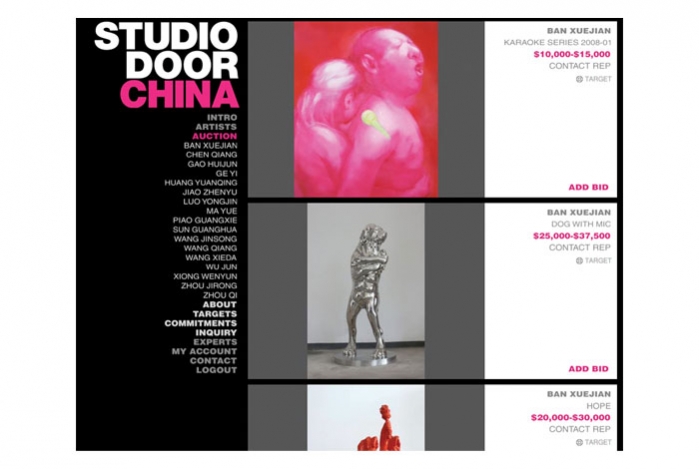 STUDIO
DOOR
CHINA
INTRO
ARTISTS
AUCTION
BAN XUEJIAN
CHEN QIANG
GAO HUIJUN
GE YI
HUANG YUANQING
JIAO ZHENYU
LUO YONGJIN
MA YUE
PIAO GUANGXIE
SUN GUANGHUA
WANG JINSONG
WANG QIANG
WANG XIEDA
WU JUN
XIONG WENYUN
ZHOU JIRONG
ZHOU QI
ABOUT
TARGETS
COMMITMENTS
INQUIRY
EXPERTS
MY ACCOUNT
CONTACT
LOGOUT
BAN XUEJIAN
KARAOKE SERIES 2008-01
$10,000-$15,000
CONTACT REP
TARGET
ADD BID
BAN XUEJIAN
DOG WITH MIC
$25,000-$37,500
CONTACT REP
TARGET
ADD BID
BAN XUEJIAN
HOPE
$20,000-$30,000
CONTACT REP
TARGET